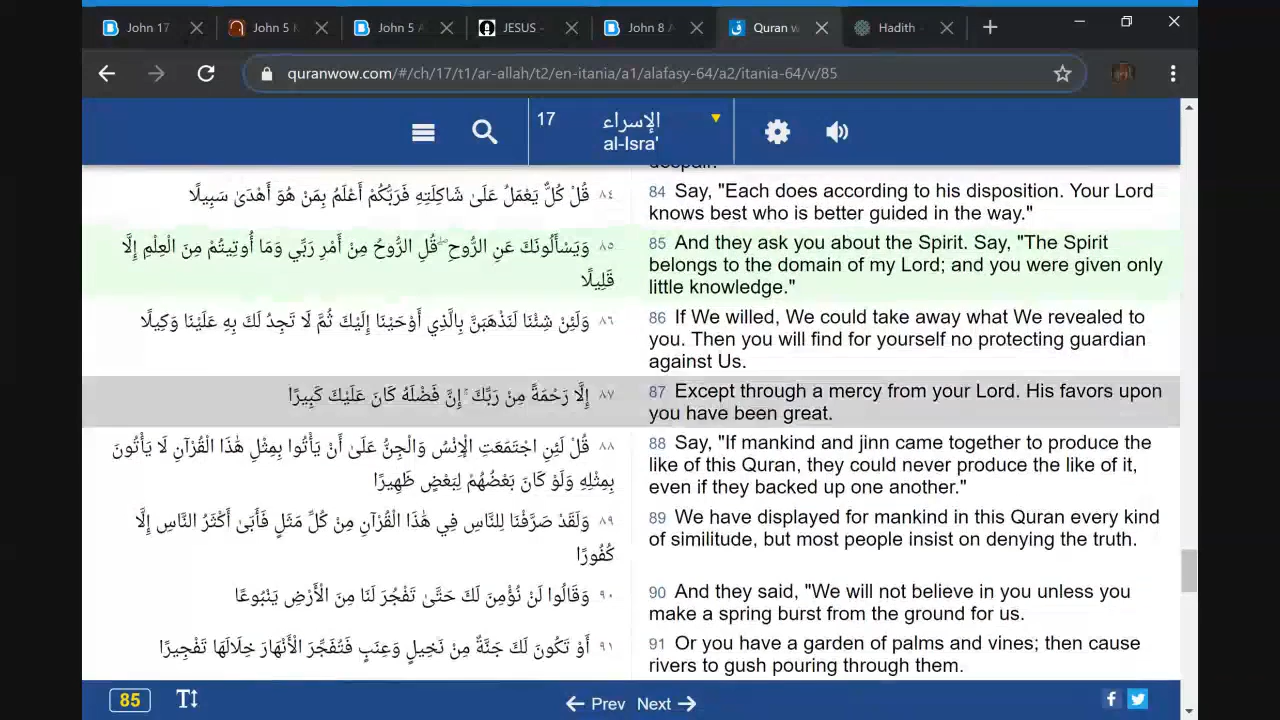 John 17
John 5
John 5 A
JESUS -
John 8 A
Quran w
Hadith
quranwow.com/#/ch/17/t1/ar-allah/t2/en-itania/a1/alafasy-64/a2/itania-64/v/85
17
الإسراء
al-Isra'
despair.
٨٤ قُلْ كُلٌّ يَعْمَلُ عَلَىٰ شَاكِلَتِهِ فَرَبُّكُمْ أَعْلَمُ بِمَنْ هُوَ أَهْدَىٰ سَبِيلًا
84 Say, "Each does according to his disposition. Your Lord
knows best who is better guided in the way."
٨٥ وَيَسْأَلُونَكَ عَنِ الرُّوحِ ۖ قُلِ الرُّوحُ مِنْ أَمْرِ رَبِّي وَمَا أُوتِيتُمْ مِنَ الْعِلْمِ إِلَّا
قَلِيلًا
85 And they ask you about the Spirit. Say, "The Spirit
belongs to the domain of my Lord; and you were given only
little knowledge."
٨٦ وَلَئِنْ شِئْنَا لَنَذْهَبَنَّ بِالَّذِي أَوْحَيْنَا إِلَيْكَ ثُمَّ لَا تَجِدُ لَكَ بِهِ عَلَيْنَا وَكِيلًا
86 If We willed, We could take away what We revealed to
you. Then you will find for yourself no protecting guardian
against Us.
٨٧ إِلَّا رَحْمَةً مِنْ رَبِّكَ ۚ إِنَّ فَضْلَهُ كَانَ عَلَيْكَ كَبِيرًا
87 Except through a mercy from your Lord. His favors upon
you have been great.
٨٨ قُلْ لَئِنِ اجْتَمَعَتِ الْإِنْسُ وَالْجِنُّ عَلَىٰ أَنْ يَأْتُوا بِمِثْلِ هَٰذَا الْقُرْآنِ لَا يَأْتُونَ
بِمِثْلِهِ وَلَوْ كَانَ بَعْضُهُمْ لِبَعْضٍ ظَهِيرًا
88 Say, "If mankind and jinn came together to produce the
like of this Quran, they could never produce the like of it,
even if they backed up one another."
٨٩ وَلَقَدْ صَرَّفْنَا لِلنَّاسِ فِي هَٰذَا الْقُرْآنِ مِنْ كُلِّ مَثَلٍ فَأَبَىٰ أَكْثَرُ النَّاسِ إِلَّا
كُفُورًا
89 We have displayed for mankind in this Quran every kind
of similitude, but most people insist on denying the truth.
٩٠ وَقَالُوا لَنْ نُؤْمِنَ لَكَ حَتَّىٰ تَفْجُرَ لَنَا مِنَ الْأَرْضِ يَنْبُوعًا
90 And they said, "We will not believe in you unless you
make a spring burst from the ground for us.
٩١ أَوْ تَكُونَ لَكَ جَنَّةٌ مِنْ نَخِيلٍ وَعِنَبٍ فَتُفَجِّرَ الْأَنْهَارَ خِلَالَهَا تَفْجِيرًا
91 Or you have a garden of palms and vines; then cause
rivers to gush pouring through them.
85
Prev Next